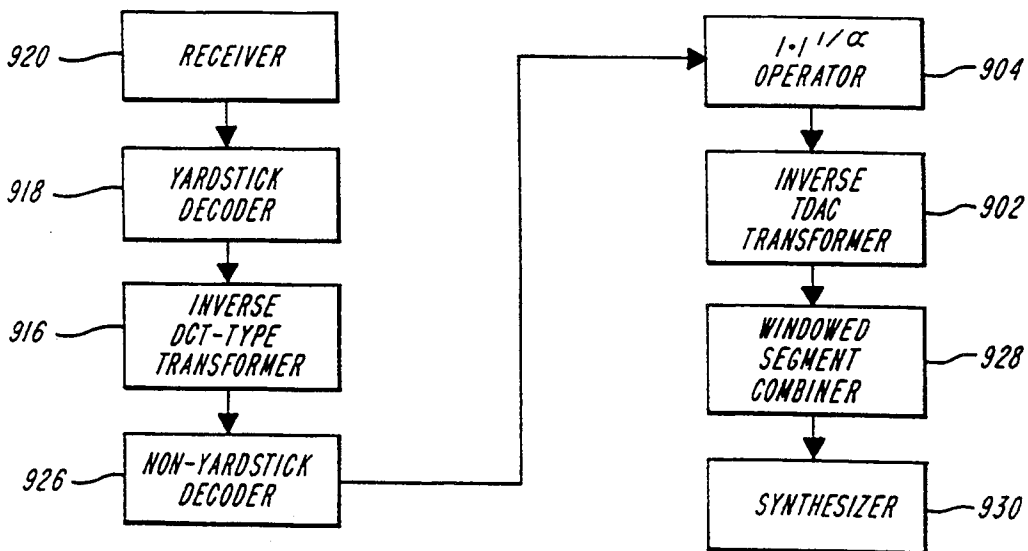 920
RECEIVER
918
YARDSTICK
DECODER
916
INVERSE
DCT-TYPE
TRANSFORMER
926
NON-YARDSTICK
DECODER
|•|^1/α
OPERATOR
904
INVERSE
TDAC
TRANSFORMER
902
WINDOWED
SEGMENT
COMBINER
928
SYNTHESIZER
930